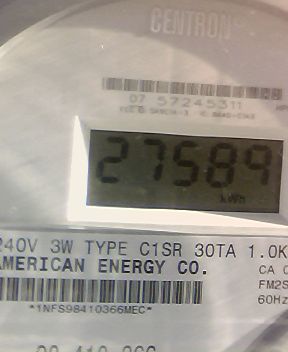 CENTRON
07 57245311
27589
kWh
240V 3W TYPE C1SR 30TA 1.0K
AMERICAN ENERGY CO.
CA 0
FM2S
*1NFS98410366MEC*
60Hz